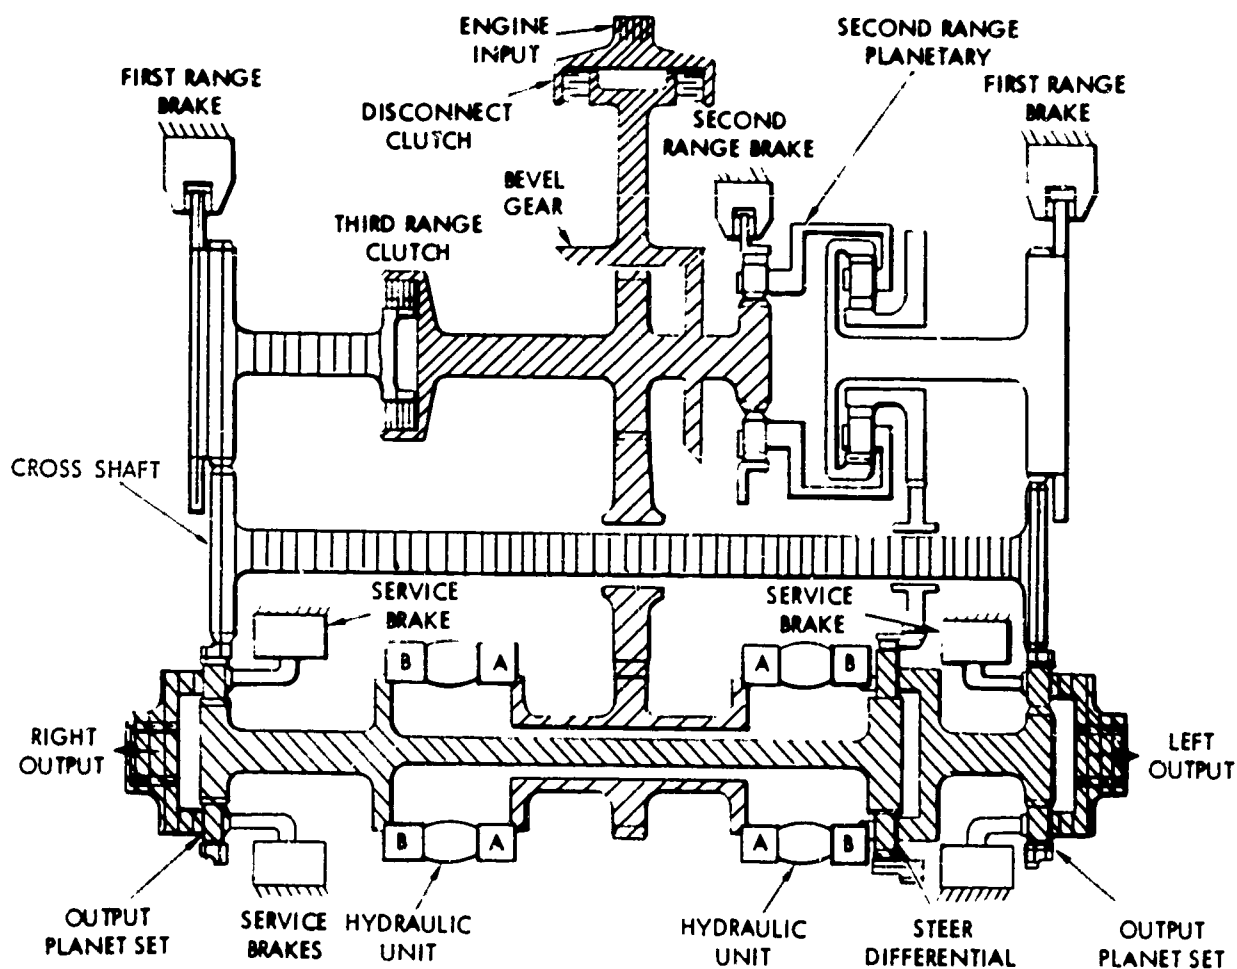 ENGINE
INPUT
SECOND RANGE
PLANETARY
FIRST RANGE
BRAKE
FIRST RANGE
BRAKE
DISCONNECT
CLUTCH
SECOND
RANGE BRAKE
BEVEL
GEAR
THIRD RANGE
CLUTCH
CROSS SHAFT
SERVICE
BRAKE
SERVICE
BRAKE
B
A
A
B
RIGHT
OUTPUT
LEFT
OUTPUT
B
A
A
B
OUTPUT
PLANET SET
SERVICE
BRAKES
HYDRAULIC
UNIT
HYDRAULIC
UNIT
STEER
DIFFERENTIAL
OUTPUT
PLANET SET